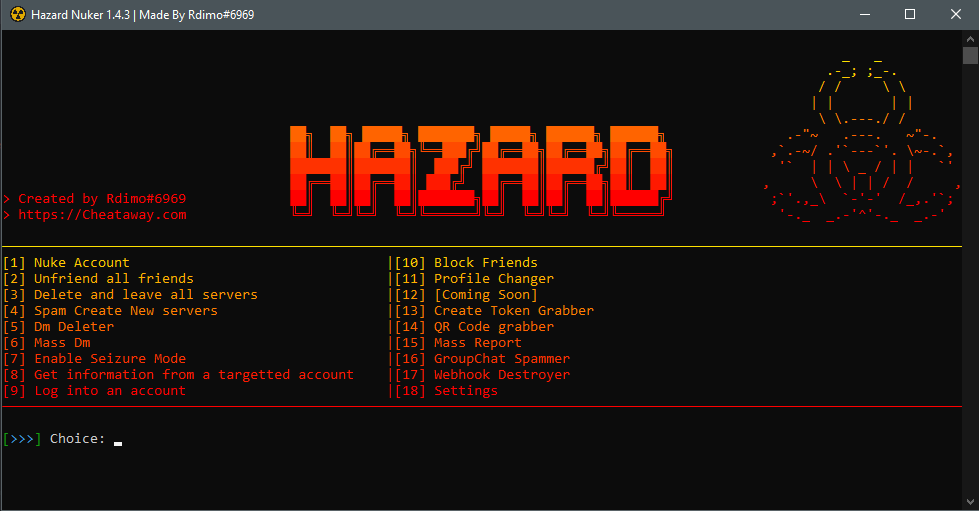 Hazard Nuker 1.4.3 | Made By Rdimo#6969
HAZARD
> Created by Rdimo#6969
> https://Cheataway.com
[1] Nuke Account |[10] Block Friends
[2] Unfriend all friends |[11] Profile Changer
[3] Delete and leave all servers |[12] [Coming Soon]
[4] Spam Create New servers |[13] Create Token Grabber
[5] Dm Deleter |[14] QR Code grabber
[6] Mass Dm |[15] Mass Report
[7] Enable Seizure Mode |[16] GroupChat Spammer
[8] Get information from a targetted account |[17] Webhook Destroyer
[9] Log into an account |[18] Settings
[>>>] Choice: _